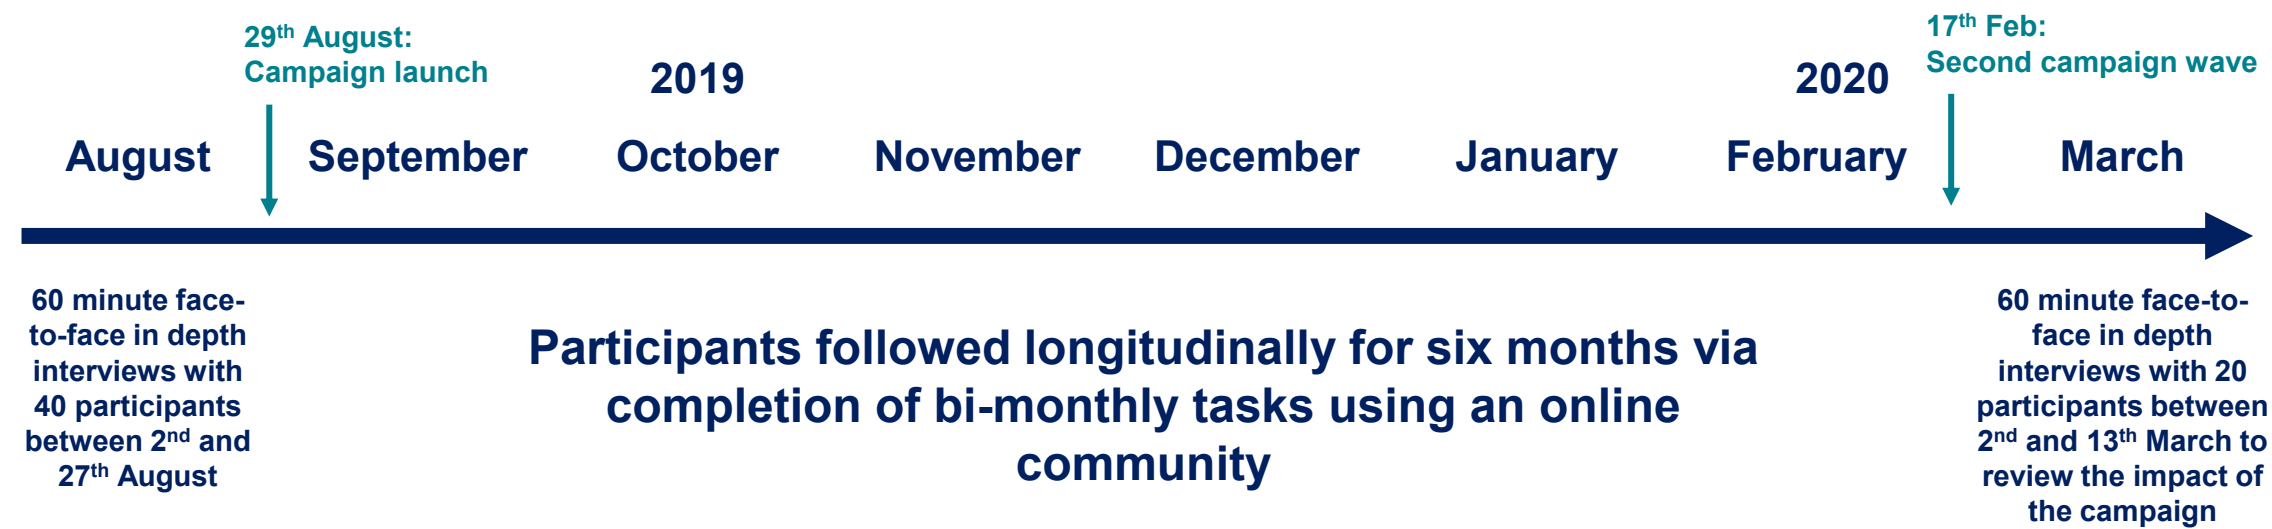 29th August:
Campaign launch
2019
2020
17th Feb:
Second campaign wave
August
September
October
November
December
January
February
March
60 minute face-
to-face in depth
interviews with
40 participants
between 2nd and
27th August
Participants followed longitudinally for six months via
completion of bi-monthly tasks using an online
community
60 minute face-to-
face in depth
interviews with 20
participants between
2nd and 13th March to
review the impact of
the campaign